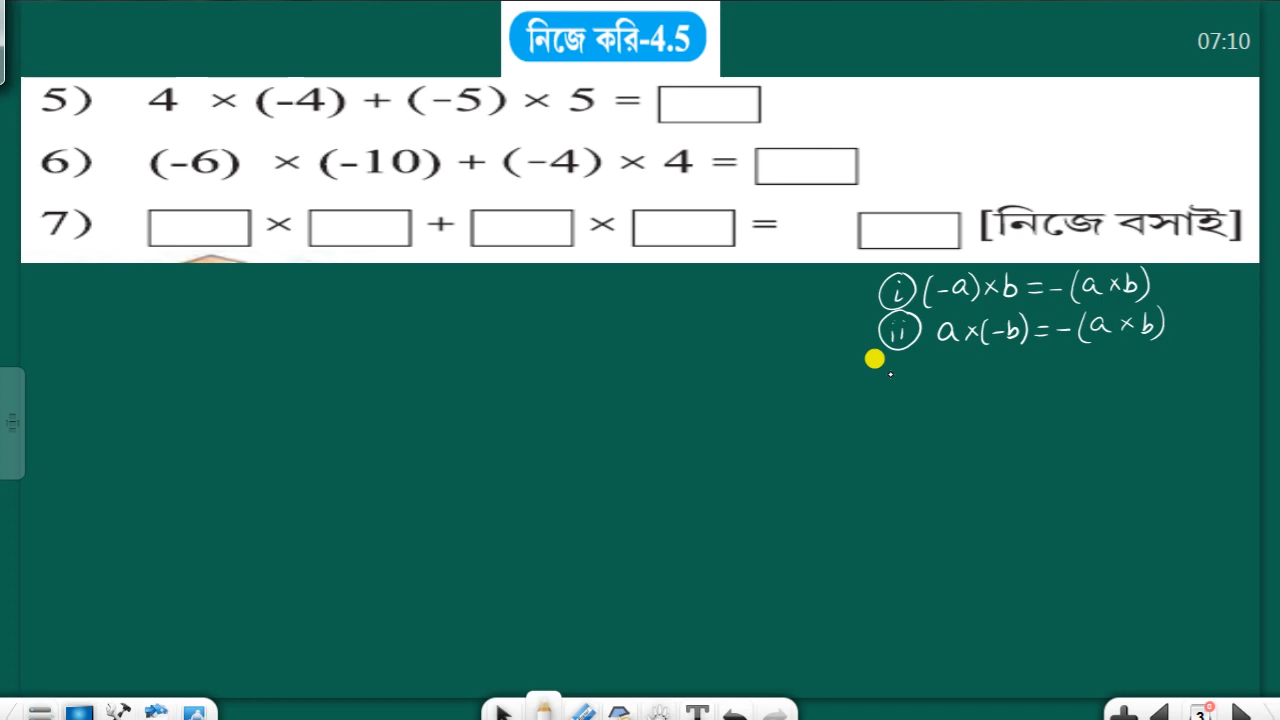 নিজে করি-4.5
07:10
5) 4 × (-4) + (-5) × 5 =
6) (-6) × (-10) + (-4) × 4 =
7) × + × = [নিজে বসাই]
i (-a)×b=-(a×b)
ii a×(-b)=-(a×b)
T 3